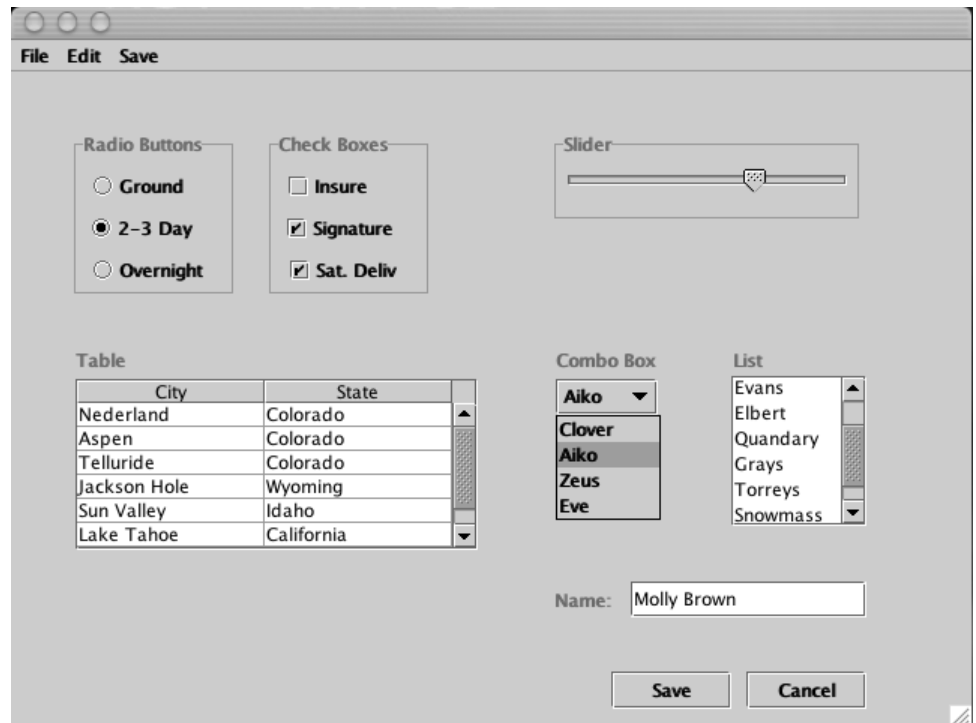 File Edit Save
Radio Buttons
Ground
2-3 Day
Overnight
Check Boxes
Insure
Signature
Sat. Deliv
Slider
Table
City State
Nederland Colorado
Aspen Colorado
Telluride Colorado
Jackson Hole Wyoming
Sun Valley Idaho
Lake Tahoe California
Combo Box
Aiko
Clover
Aiko
Zeus
Eve
List
Evans
Elbert
Quandary
Grays
Torreys
Snowmass
Name: Molly Brown
Save Cancel